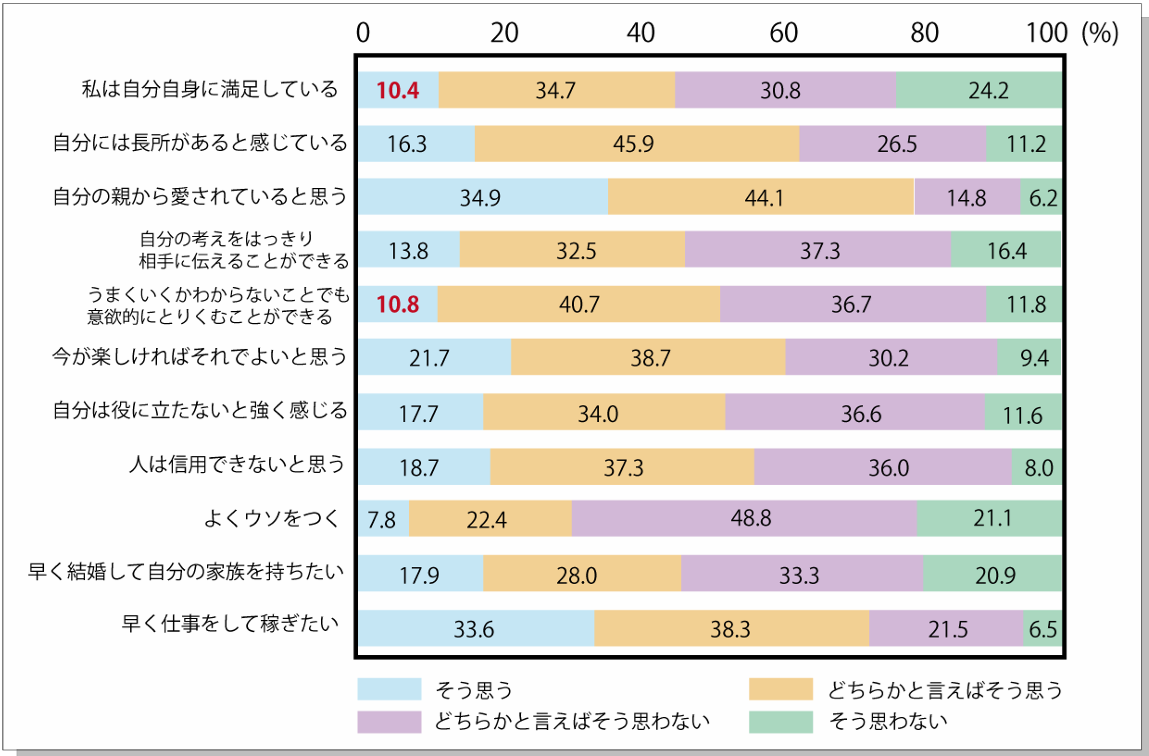 0 20 40 60 80 100 (%)
私は自分自身に満足している 10.4 34.7 30.8 24.2
自分には長所があると感じている 16.3 45.9 26.5 11.2
自分の親から愛されていると思う 34.9 44.1 14.8 6.2
自分の考えをはっきり
相手に伝えることができる 13.8 32.5 37.3 16.4
うまくいくかわからないことでも
意欲的にとりくむことができる 10.8 40.7 36.7 11.8
今が楽しければそれでよいと思う 21.7 38.7 30.2 9.4
自分は役に立たないと強く感じる 17.7 34.0 36.6 11.6
人は信用できないと思う 18.7 37.3 36.0 8.0
よくウソをつく 7.8 22.4 48.8 21.1
早く結婚して自分の家族を持ちたい 17.9 28.0 33.3 20.9
早く仕事をして稼ぎたい 33.6 38.3 21.5 6.5
そう思う どちらかと言えばそう思う
どちらかと言えばそう思わない そう思わない